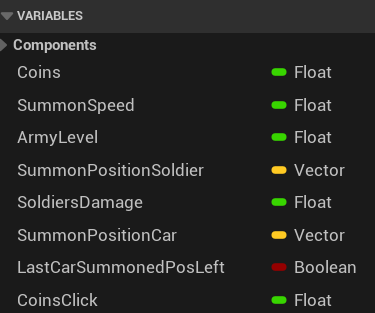 VARIABLES
Components
Coins Float
SummonSpeed Float
ArmyLevel Float
SummonPositionSoldier Vector
SoldiersDamage Float
SummonPositionCar Vector
LastCarSummonedPosLeft Boolean
CoinsClick Float